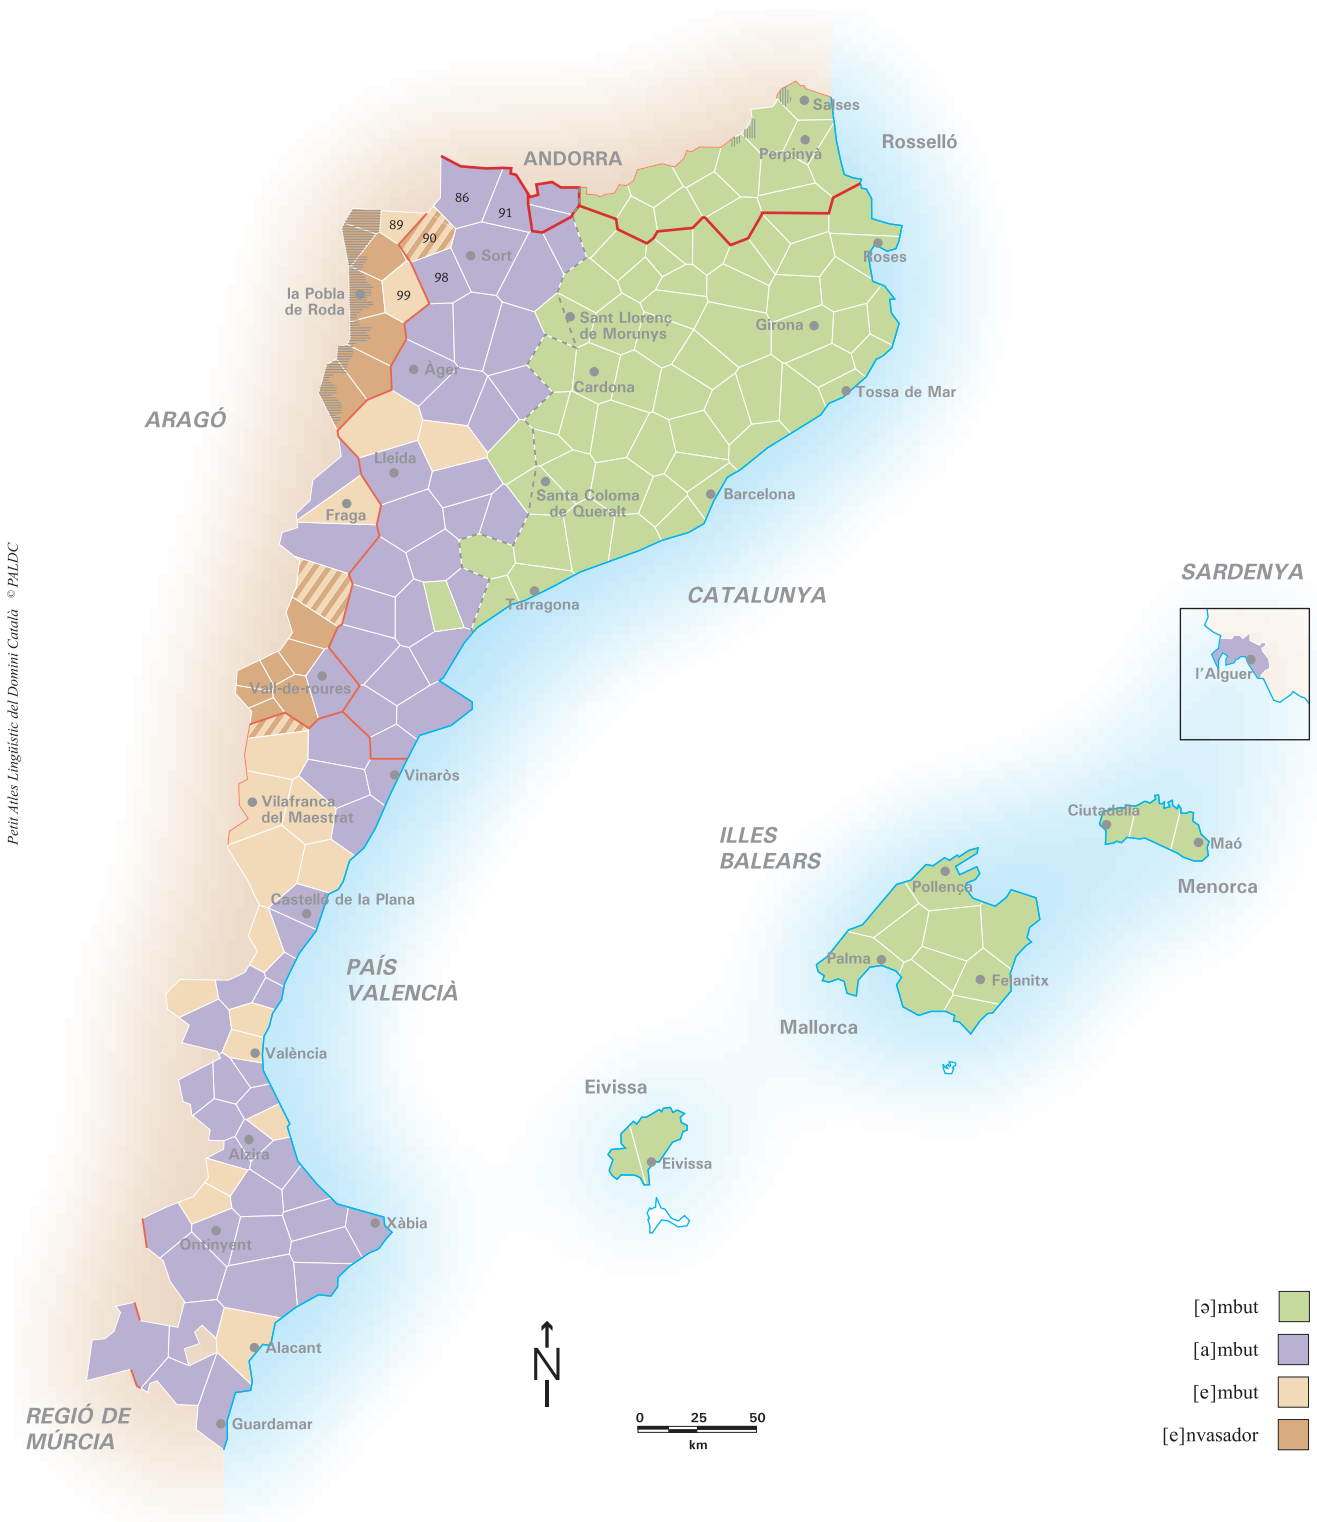 Salses
Rosselló
Perpinyà
ANDORRA
86
91
89
90
Roses
Sort
98
99
la Pobla
de Roda
Sant Llorenç
de Morunys
Girona
Àger
Cardona
Tossa de Mar
ARAGÓ
Lleida
Santa Coloma
de Queralt
Barcelona
Fraga
Petit Atles Lingüístic del Domini Català © PALDC
SARDENYA
CATALUNYA
Tarragona
l'Alguer
Vall-de-roures
Vinaròs
Vilafranca
del Maestrat
Ciutadella
ILLES
BALEARS
Maó
Menorca
Pollença
Castelló de la Plana
PAÍS
VALENCIÀ
Palma
Felanitx
Mallorca
València
Eivissa
Alzira
Eivissa
Xàbia
Ontinyent
[ə]mbut
[a]mbut
Alacant
N
[e]mbut
REGIÓ DE
MÚRCIA
Guardamar
0 25 50
km
[e]nvasador